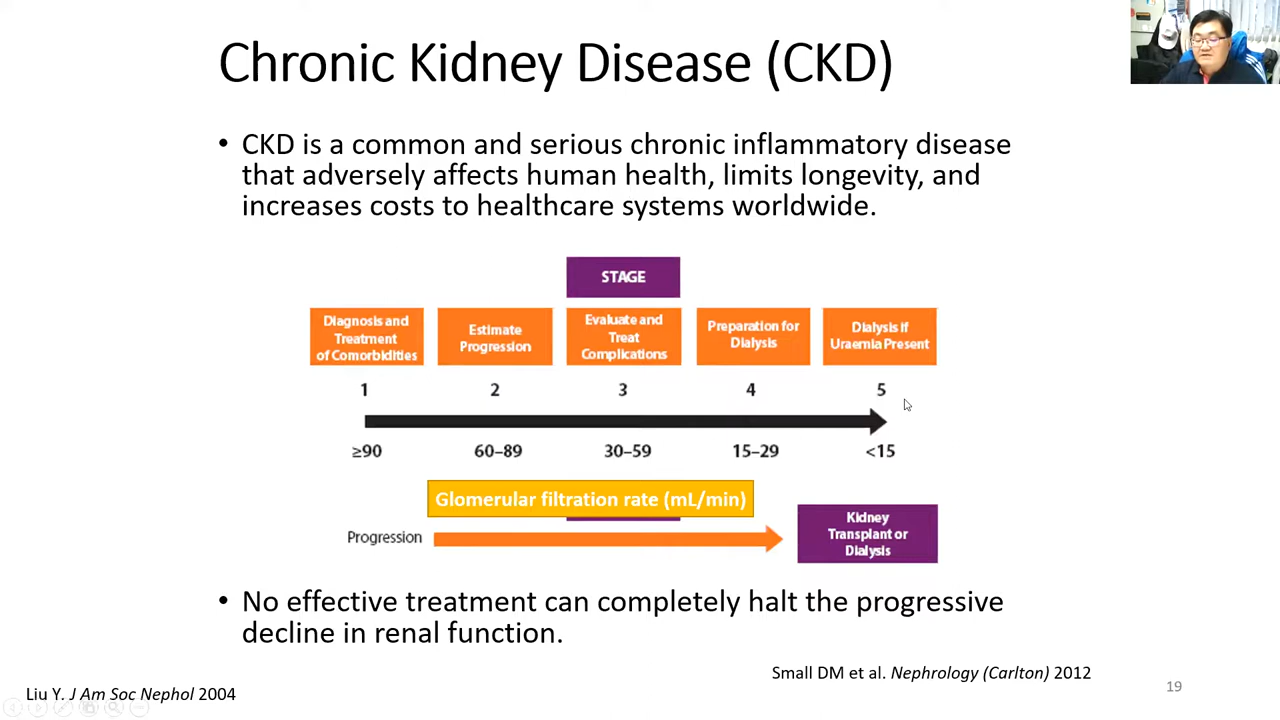 Chronic Kidney Disease (CKD)
• CKD is a common and serious chronic inflammatory disease
that adversely affects human health, limits longevity, and
increases costs to healthcare systems worldwide.
STAGE
Diagnosis and
Treatment
of Comorbidities
Estimate
Progression
Evaluate and
Treat
Complications
Preparation for
Dialysis
Dialysis if
Uraemia Present
1 2 3 4 5
≥90 60–89 30–59 15–29 <15
Glomerular filtration rate (mL/min)
Progression
Kidney
Transplant or
Dialysis
• No effective treatment can completely halt the progressive
decline in renal function.
Small DM et al. Nephrology (Carlton) 2012
19
Liu Y. J Am Soc Nephol 2004